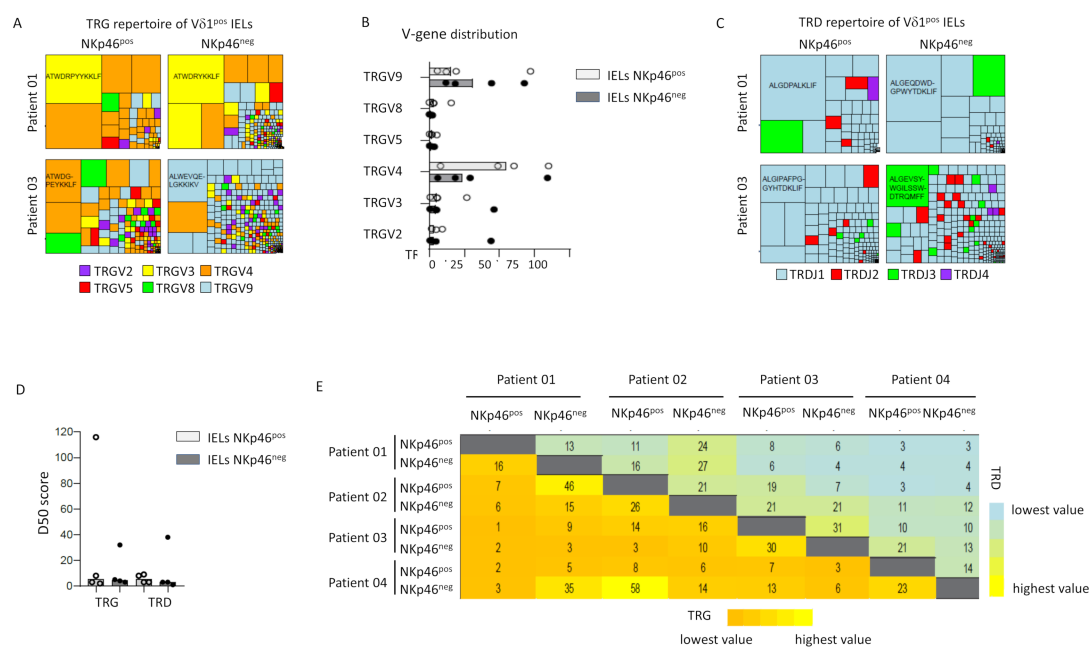 A
TRG repertoire of Vδ1pos IELs
NKp46pos
NKp46neg
Patient 01
ATWDRPYYKKLF
ATWDRYKKLF
Patient 03
ATWDG-
PEYKKLF
ALWEVQE-
LGKKIKV
TRGV2
TRGV3
TRGV4
TRGV5
TRGV8
TRGV9
B
V-gene distribution
TRGV9
TRGV8
TRGV5
TRGV4
TRGV3
TRGV2
TF
0 25 50 75 100
IELs NKp46pos
IELs NKp46neg
C
TRD repertoire of Vδ1pos IELs
NKp46pos
NKp46neg
Patient 01
ALGDPALKLIF
ALGEQDWD-
GPWYTDKLIF
Patient 03
ALGIPAFPG-
GYHTDKLIF
ALGEVSY-
WGILSSW-
DTRQMFF
TRDJ1 TRDJ2 TRDJ3 TRDJ4
D
D50 score
120
100
80
60
40
20
0
TRG TRD
IELs NKp46pos
IELs NKp46neg
E
Patient 01 Patient 02 Patient 03 Patient 04
NKp46pos NKp46neg NKp46pos NKp46neg NKp46pos NKp46neg NKp46pos NKp46neg
Patient 01
NKp46pos 13 11 24 8 6 3 3
NKp46neg 16 16 27 6 4 4 4
Patient 02
NKp46pos 7 46 21 19 7 3 4
NKp46neg 6 15 26 21 21 11 12
Patient 03
NKp46pos 1 9 14 16 31 10 10
NKp46neg 2 3 3 10 30 21 13
Patient 04
NKp46pos 2 5 8 6 7 3 14
NKp46neg 3 35 58 14 13 6 23
TRD
lowest value
highest value
TRG
lowest value highest value